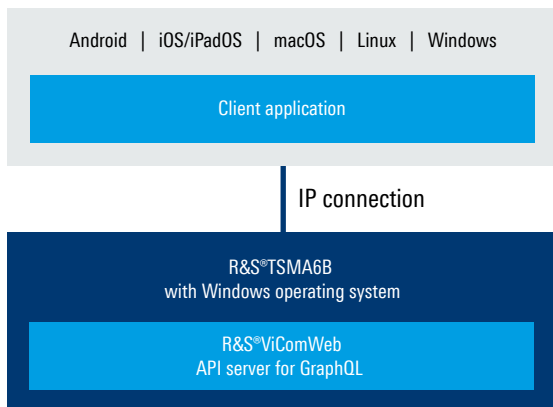 Android | iOS/iPadOS | macOS | Linux | Windows
Client application
IP connection
R&S®TSMA6B
with Windows operating system
R&S®ViComWeb
API server for GraphQL